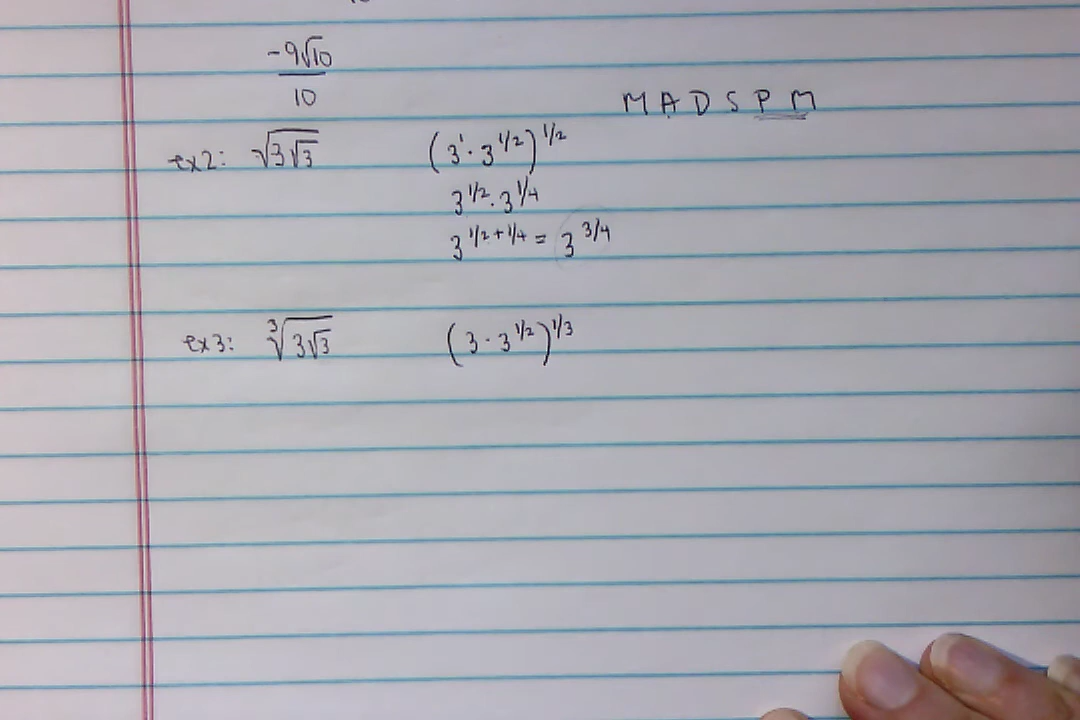 -9√10
10
M A D S P M
ex2: √(3√3) (3¹ · 3^1/2)^1/2
3^1/2 · 3^1/4
3^1/2 + 1/4 = 3^3/4
ex3: ³√(3√3) (3 · 3^1/2)^1/3